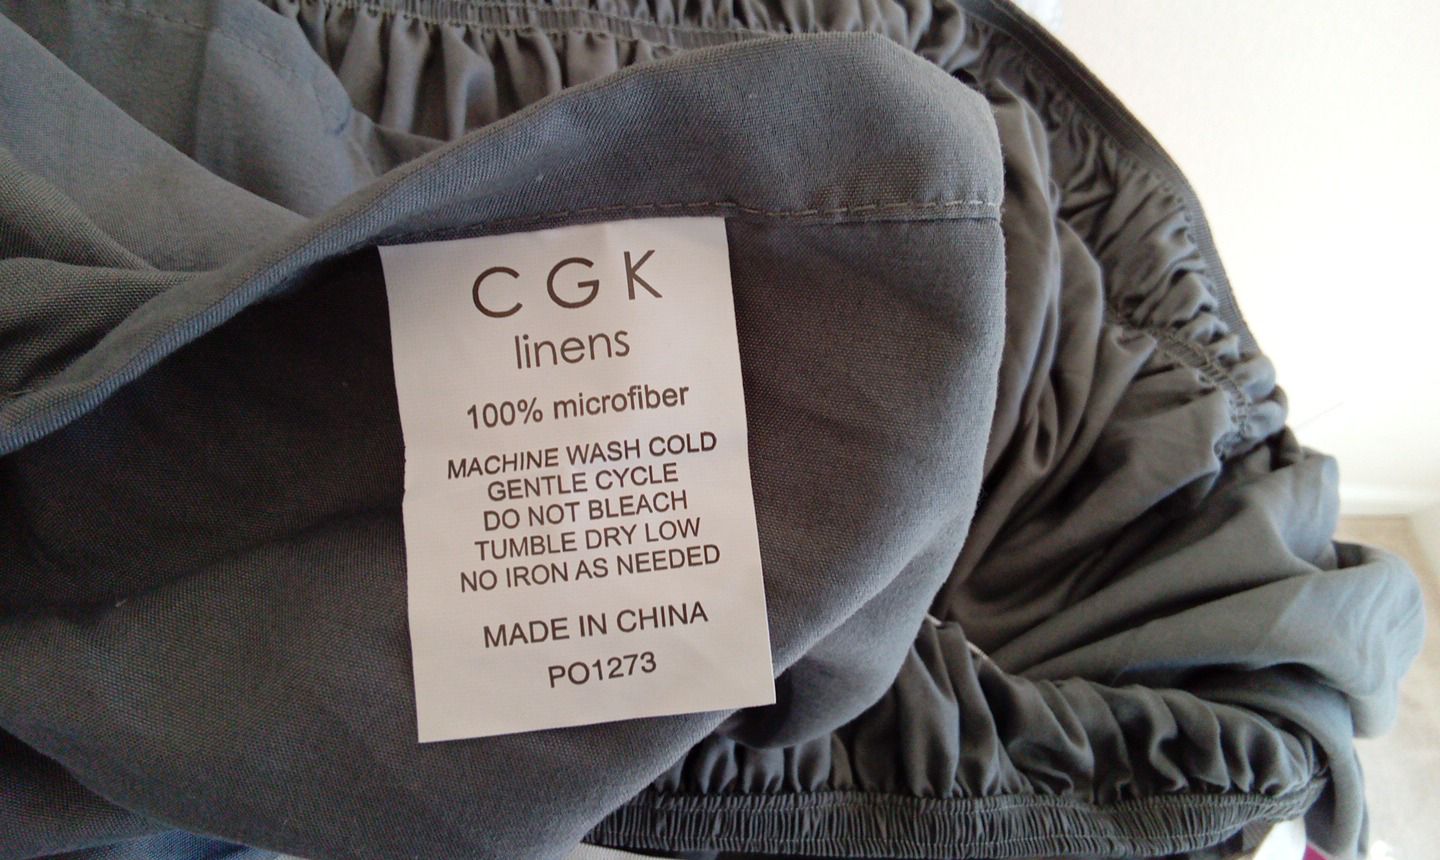 CGK
linens
100% microfiber
MACHINE WASH COLD
GENTLE CYCLE
DO NOT BLEACH
TUMBLE DRY LOW
NO IRON AS NEEDED
MADE IN CHINA
PO1273